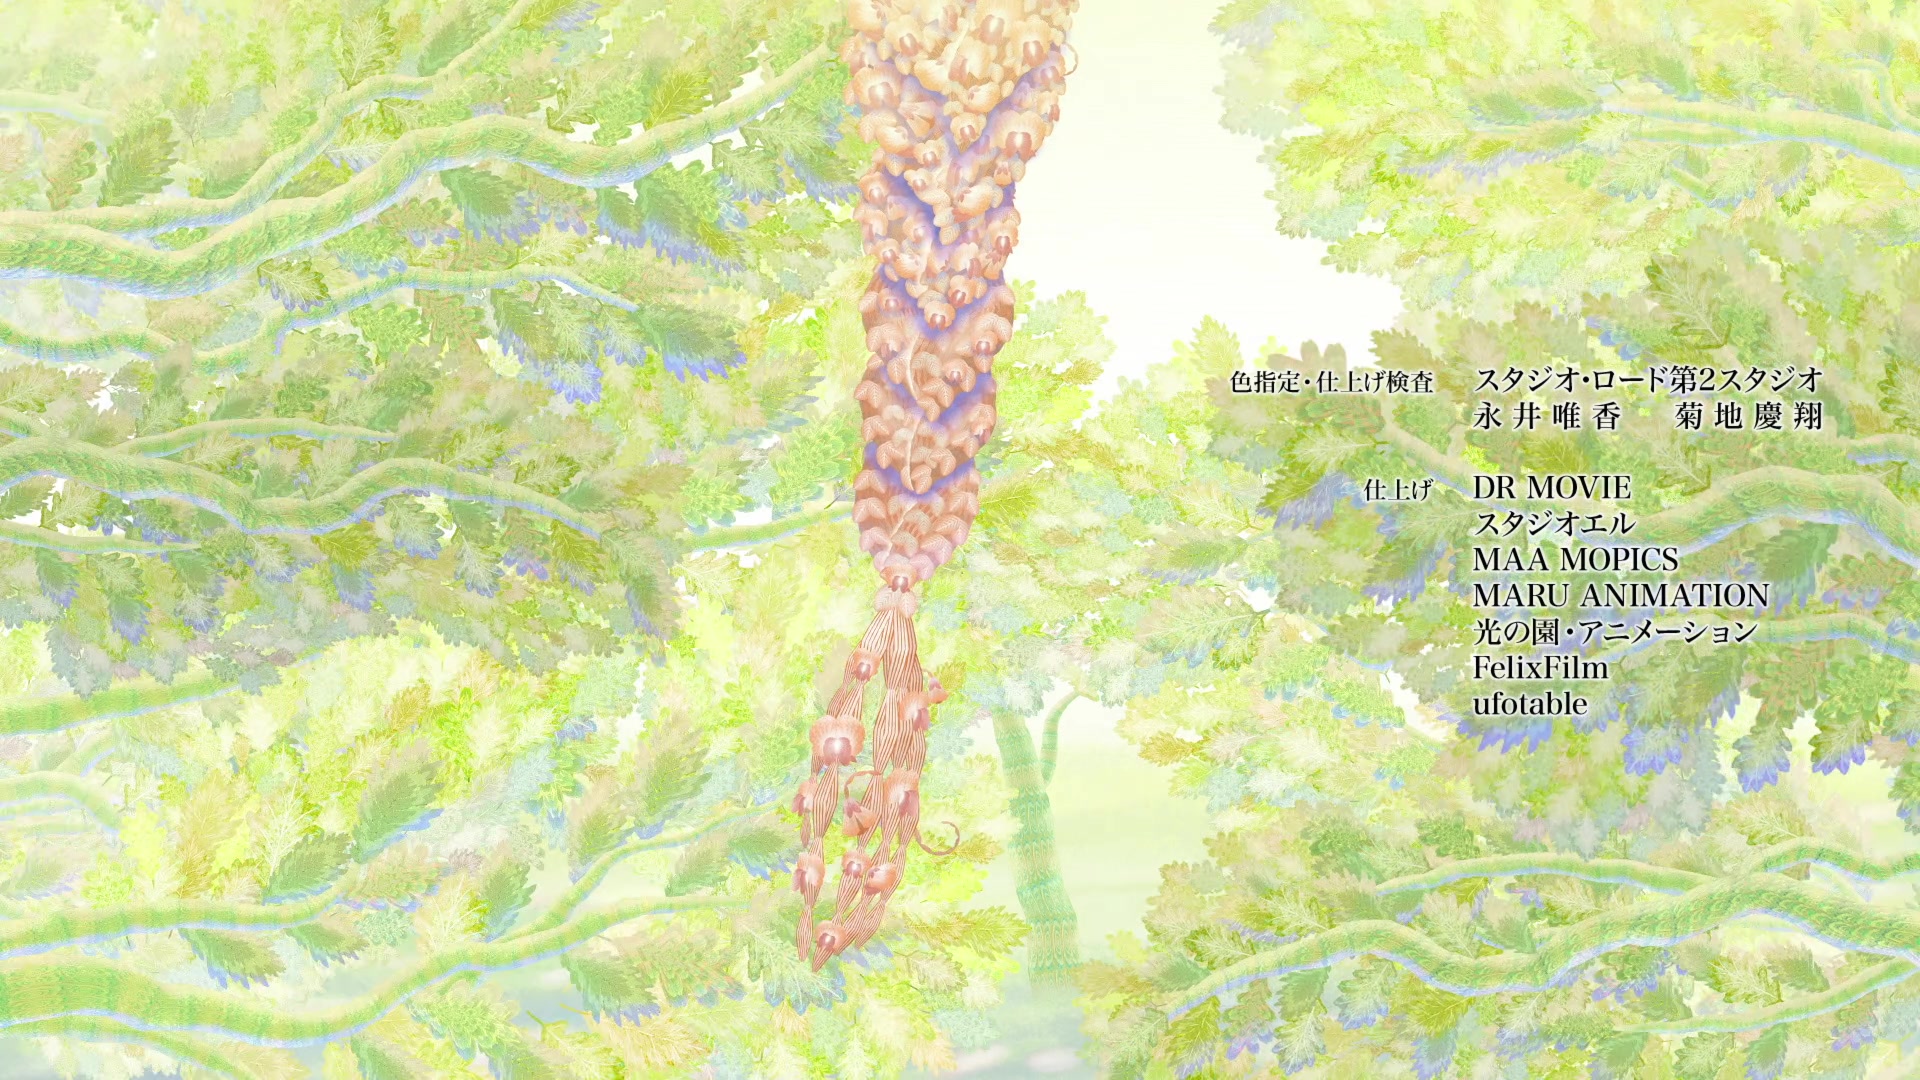 色指定・仕上げ検査 スタジオ・ロード第2スタジオ
永井唯香 菊地慶翔
仕上げ DR MOVIE
スタジオエル
MAA MOPICS
MARU ANIMATION
光の園・アニメーション
FelixFilm
ufotable